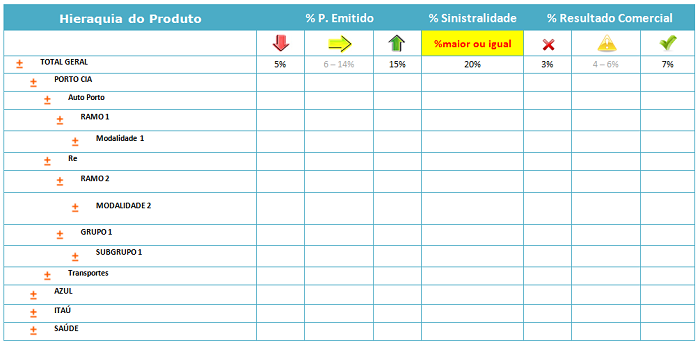 Hieraquia do Produto % P. Emitido % Sinistralidade % Resultado Comercial
%maior ou igual
TOTAL GERAL 5% 6 – 14% 15% 20% 3% 4 – 6% 7%
PORTO CIA
Auto Porto
RAMO 1
Modalidade 1
Re
RAMO 2
MODALIDADE 2
GRUPO 1
SUBGRUPO 1
Transportes
AZUL
ITAÚ
SAÚDE